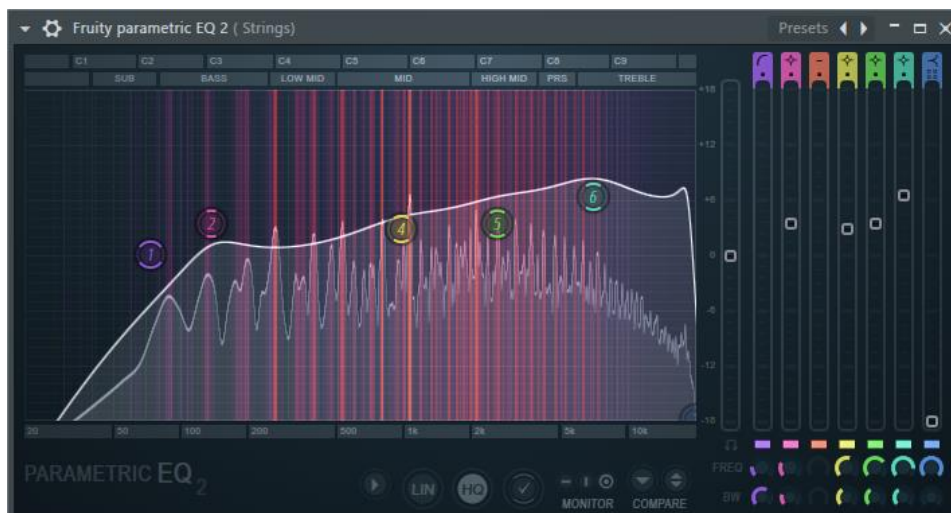 Fruity parametric EQ 2 ( Strings)
Presets
C1 C2 C3 C4 C5 C6 C7 C8 C9
SUB BASS LOW MID MID HIGH MID PRS TREBLE
+18
+12
+6
0
-6
-12
-18
1 2 4 5 6
20 50 100 200 500 1k 2k 5k 10k
FREQ
BW
PARAMETRIC EQ 2
LIN HQ
MONITOR COMPARE